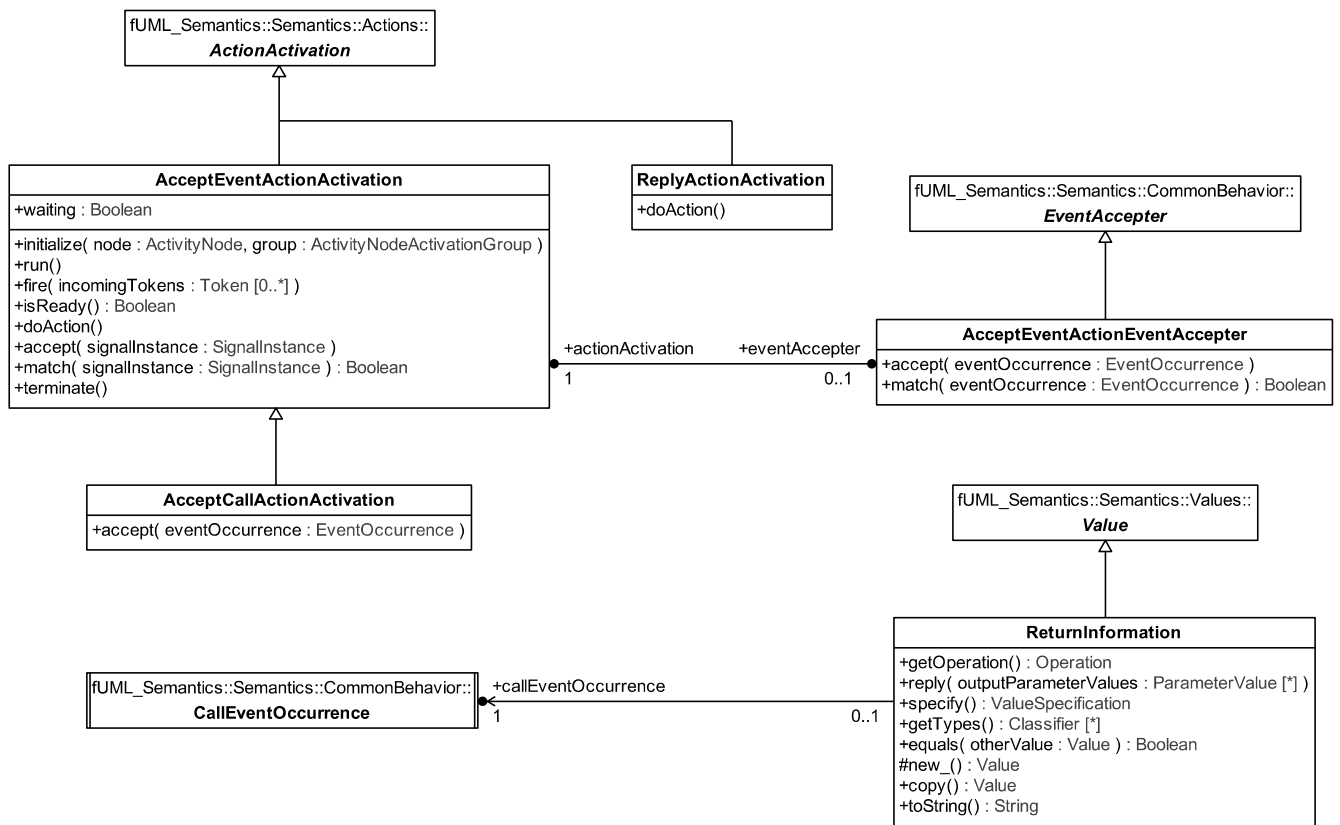 fUML_Semantics::Semantics::Actions::
ActionActivation
AcceptEventActionActivation
+waiting : Boolean
+initialize( node : ActivityNode, group : ActivityNodeActivationGroup )
+run()
+fire( incomingTokens : Token [0..*] )
+isReady() : Boolean
+doAction()
+accept( signalInstance : SignalInstance )
+match( signalInstance : SignalInstance ) : Boolean
+terminate()
ReplyActionActivation
+doAction()
fUML_Semantics::Semantics::CommonBehavior::
EventAccepter
+actionActivation
1
+eventAccepter
0..1
AcceptEventActionEventAccepter
+accept( eventOccurrence : EventOccurrence )
+match( eventOccurrence : EventOccurrence ) : Boolean
AcceptCallActionActivation
+accept( eventOccurrence : EventOccurrence )
fUML_Semantics::Semantics::Values::
Value
fUML_Semantics::Semantics::CommonBehavior::
CallEventOccurrence
+callEventOccurrence
1
0..1
ReturnInformation
+getOperation() : Operation
+reply( outputParameterValues : ParameterValue [*] )
+specify() : ValueSpecification
+getTypes() : Classifier [*]
+equals( otherValue : Value ) : Boolean
#new_() : Value
+copy() : Value
+toString() : String